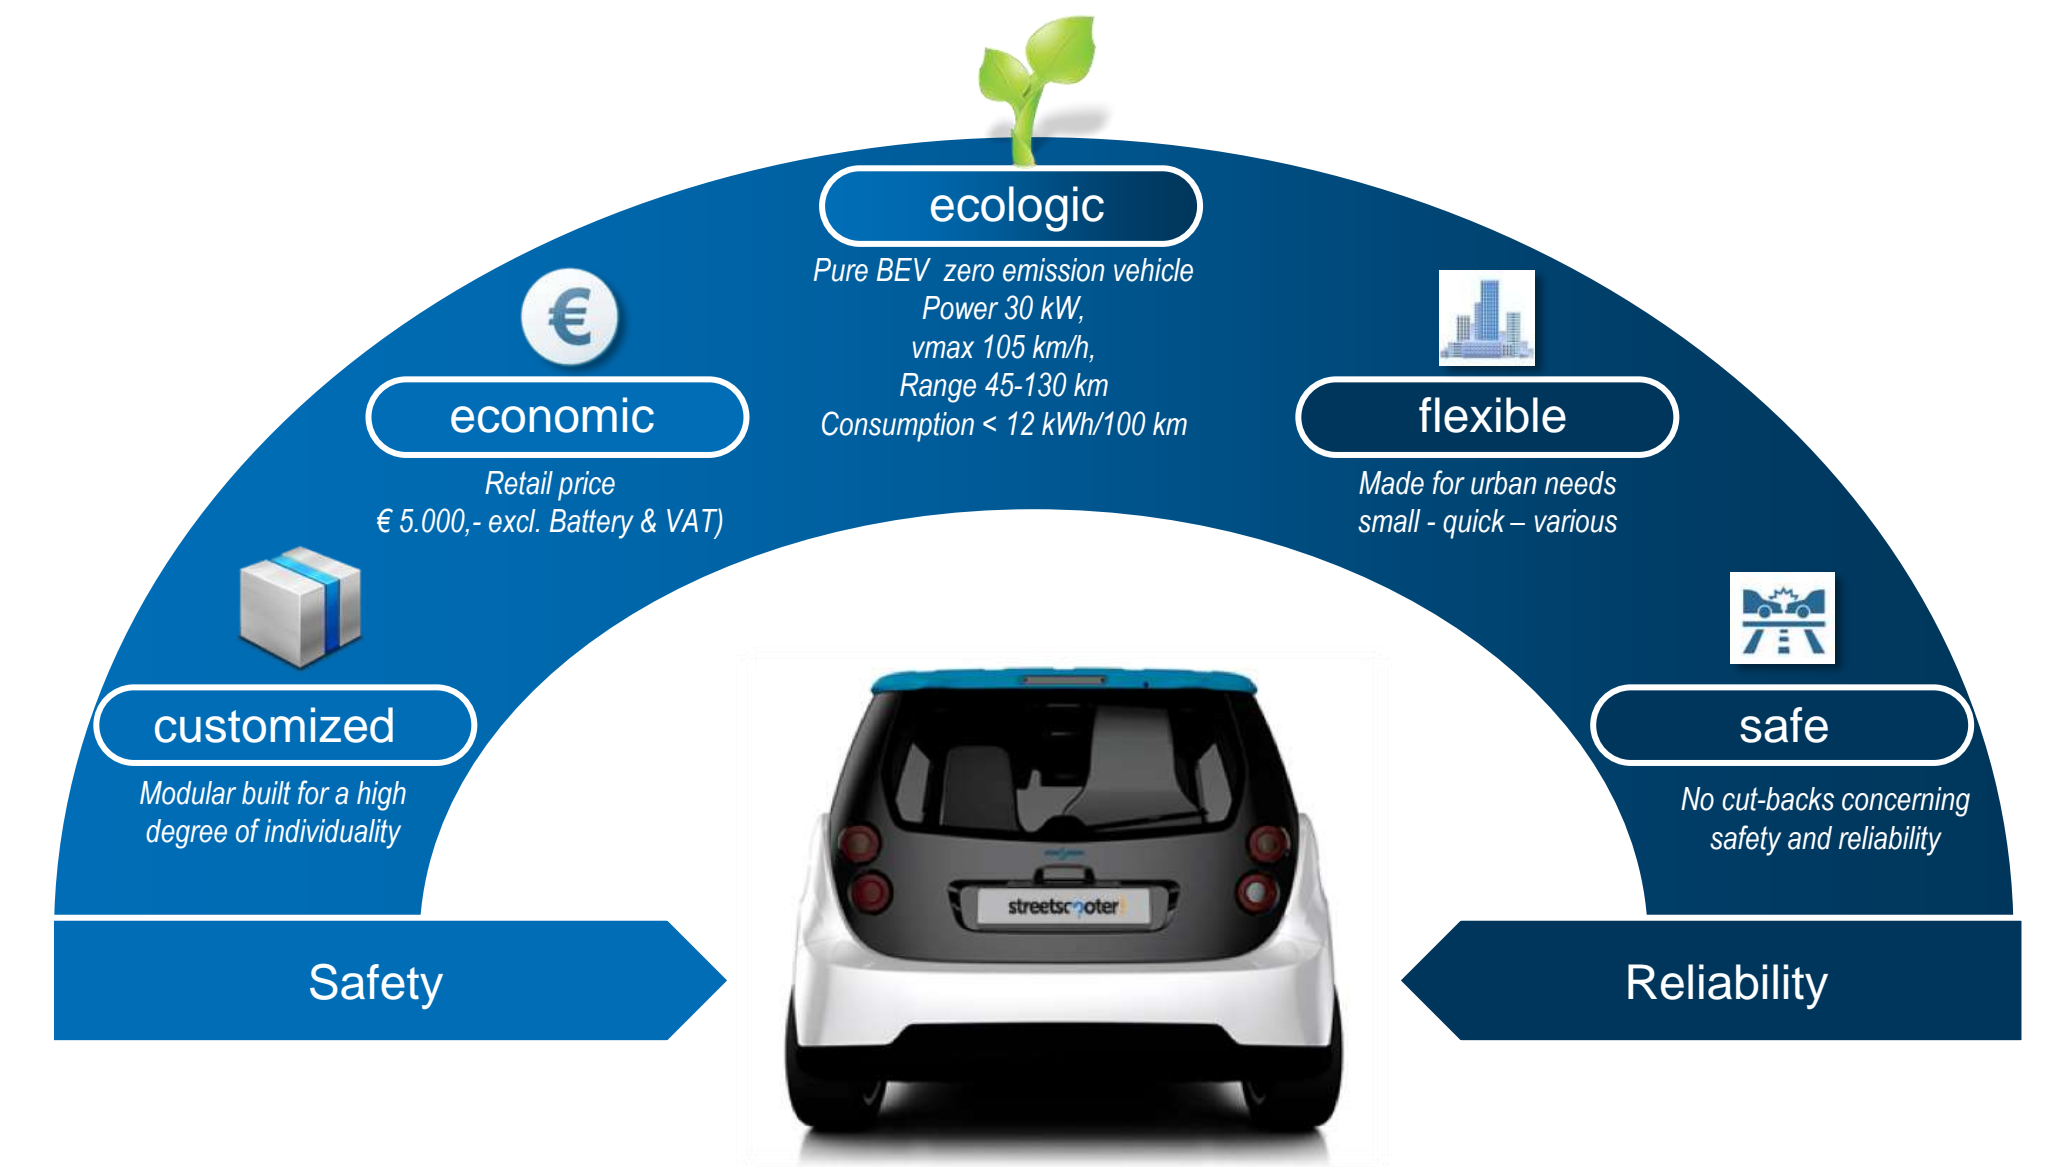 ecologic
Pure BEV zero emission vehicle
Power 30 kW,
vmax 105 km/h,
Range 45-130 km
Consumption < 12 kWh/100 km
€
economic
Retail price
€ 5.000,- excl. Battery & VAT)
flexible
Made for urban needs
small - quick – various
customized
Modular built for a high
degree of individuality
safe
No cut-backs concerning
safety and reliability
streetscooter
Safety
Reliability